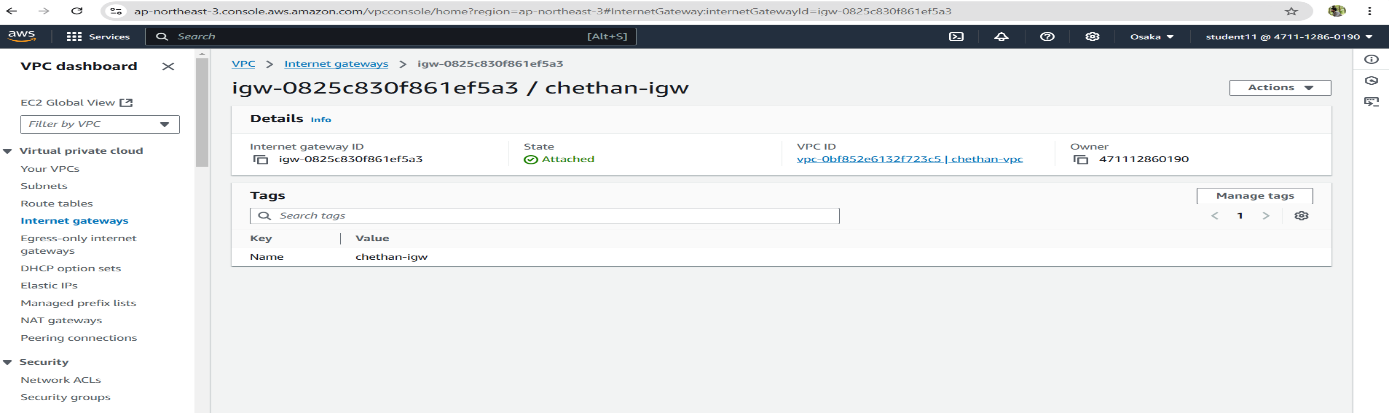 ap-northeast-3.console.aws.amazon.com/vpcconsole/home?region=ap-northeast-3#InternetGateway:internetGatewayId=igw-0825c830f861ef5a3
aws
Services
Search
[Alt+S]
Osaka
student11 @ 4711-1286-0190
VPC dashboard
EC2 Global View
Filter by VPC
Virtual private cloud
Your VPCs
Subnets
Route tables
Internet gateways
Egress-only internet
gateways
DHCP option sets
Elastic IPs
Managed prefix lists
NAT gateways
Peering connections
Security
Network ACLs
Security groups
VPC > Internet gateways > igw-0825c830f861ef5a3
igw-0825c830f861ef5a3 / chethan-igw
Actions
Details Info
Internet gateway ID
igw-0825c830f861ef5a3
State
Attached
VPC ID
vpc-0bf852e6132f723c5 | chethan-vpc
Owner
471112860190
Tags
Manage tags
Search tags
1
Key Value
Name chethan-igw